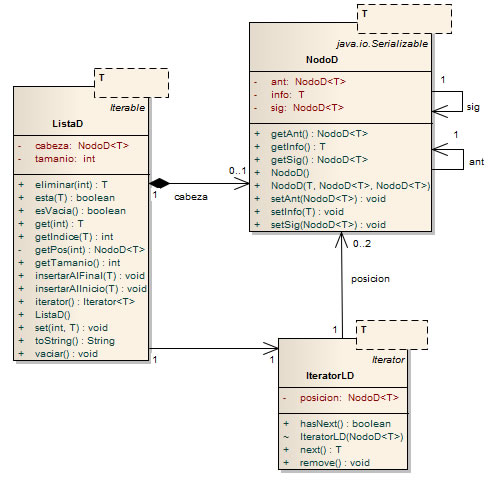 T
java.io.Serializable
NodoD
- ant: NodoD<T>
- info: T
- sig: NodoD<T>
+ getAnt() : NodoD<T>
+ getInfo() : T
+ getSig() : NodoD<T>
+ NodoD()
+ NodoD(T, NodoD<T>, NodoD<T>)
+ setAnt(NodoD<T>) : void
+ setInfo(T) : void
+ setSig(NodoD<T>) : void
1
sig
1
ant
T
Iterable
ListaD
- cabeza: NodoD<T>
- tamanio: int
+ eliminar(int) : T
+ esta(T) : boolean
+ esVacia() : boolean
+ get(int) : T
+ getIndice(T) : int
- getPos(int) : NodoD<T>
+ getTamanio() : int
+ insertarAlFinal(T) : void
+ insertarAlInicio(T) : void
+ iterator() : Iterator<T>
+ ListaD()
+ set(int, T) : void
+ toString() : String
+ vaciar() : void
1
cabeza
0..1
0..2
posicion
1
1
1
T
Iterator
IteratorLD
- posicion: NodoD<T>
+ hasNext() : boolean
~ IteratorLD(NodoD<T>)
+ next() : T
+ remove() : void